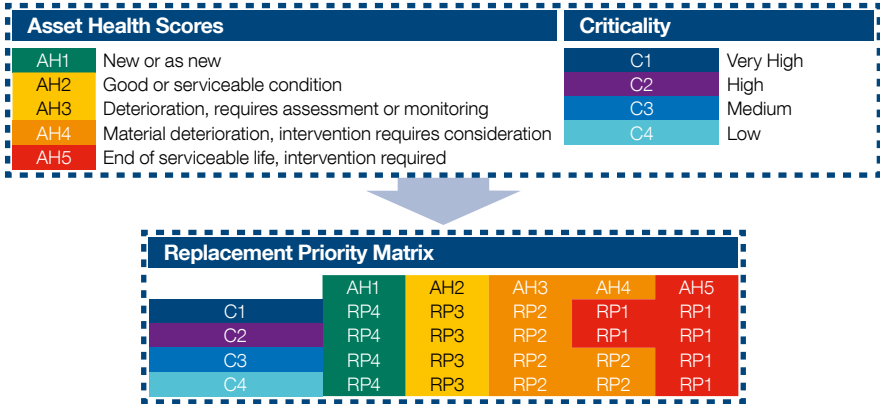 Asset Health Scores
AH1 New or as new
AH2 Good or serviceable condition
AH3 Deterioration, requires assessment or monitoring
AH4 Material deterioration, intervention requires consideration
AH5 End of serviceable life, intervention required
Criticality
C1 Very High
C2 High
C3 Medium
C4 Low
Replacement Priority Matrix
AH1 AH2 AH3 AH4 AH5
C1 RP4 RP3 RP2 RP1 RP1
C2 RP4 RP3 RP2 RP1 RP1
C3 RP4 RP3 RP2 RP2 RP1
C4 RP4 RP3 RP2 RP2 RP1